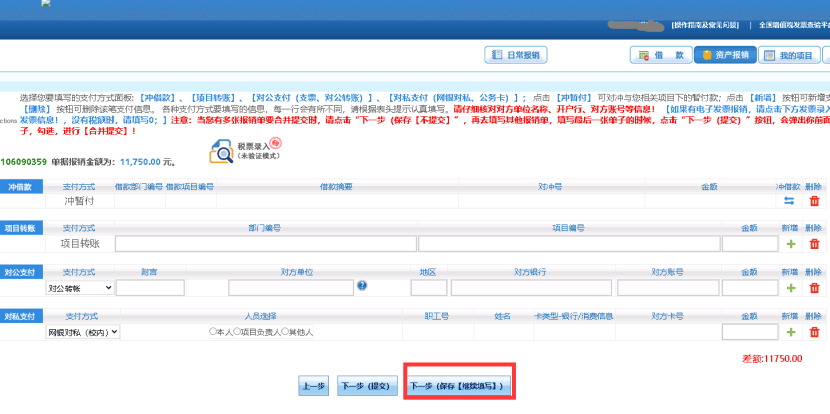 【操作指南及常见问题】 | 全国增值税发票查验平台
日常报销 借 款 资产报销 我的项目
选择您要填写的支付方式面板:【冲借款】、【项目转账】、【对公支付（支票、对公转账）】、【对私支付（网银对私、公务卡）】；点击 【冲暂付】 可对冲与您相关项目下的暂付款；点击 【新增】 按钮可新增支
【删除】 按钮可删除该笔支付信息。 各种支付方式要填写的信息，每一行会有所不同，请根据表头提示认真填写。请仔细核对对方单位名称、开户行、对方账号等信息！【如果有电子发票报销，请点击下方发票录入
ctions 发票信息！，没有税额时，请填写0；】注意：当您有多张报销单要合并提交时，请点击“下一步（保存【不提交】”，再去填写其他报销单，填写最后一张单子的时候，点击“下一步（提交）”按钮，会弹出你前面
子，勾选，进行【合并提交】！
106090359 单据报销金额为：11,750.00 元。
税票录入
(未验证模式)
冲借款 支付方式 借款部门编号 借款项目编号 借款摘要 对冲号 金额 冲借款 删除
冲暂付
项目转账 支付方式 部门编号 项目编号 金额 新增 删除
项目转账
对公支付 支付方式 附言 对方单位 地区 对方银行 对方账号 金额 新增 删除
对公转帐
对私支付 支付方式 人员选择 职工号 姓名 卡类型-银行/消费信息 对方卡号 金额 新增 删除
网银对私（校内） 本人 项目负责人 其他人
差额:11750.00
上一步 下一步（提交） 下一步（保存【继续填写】）